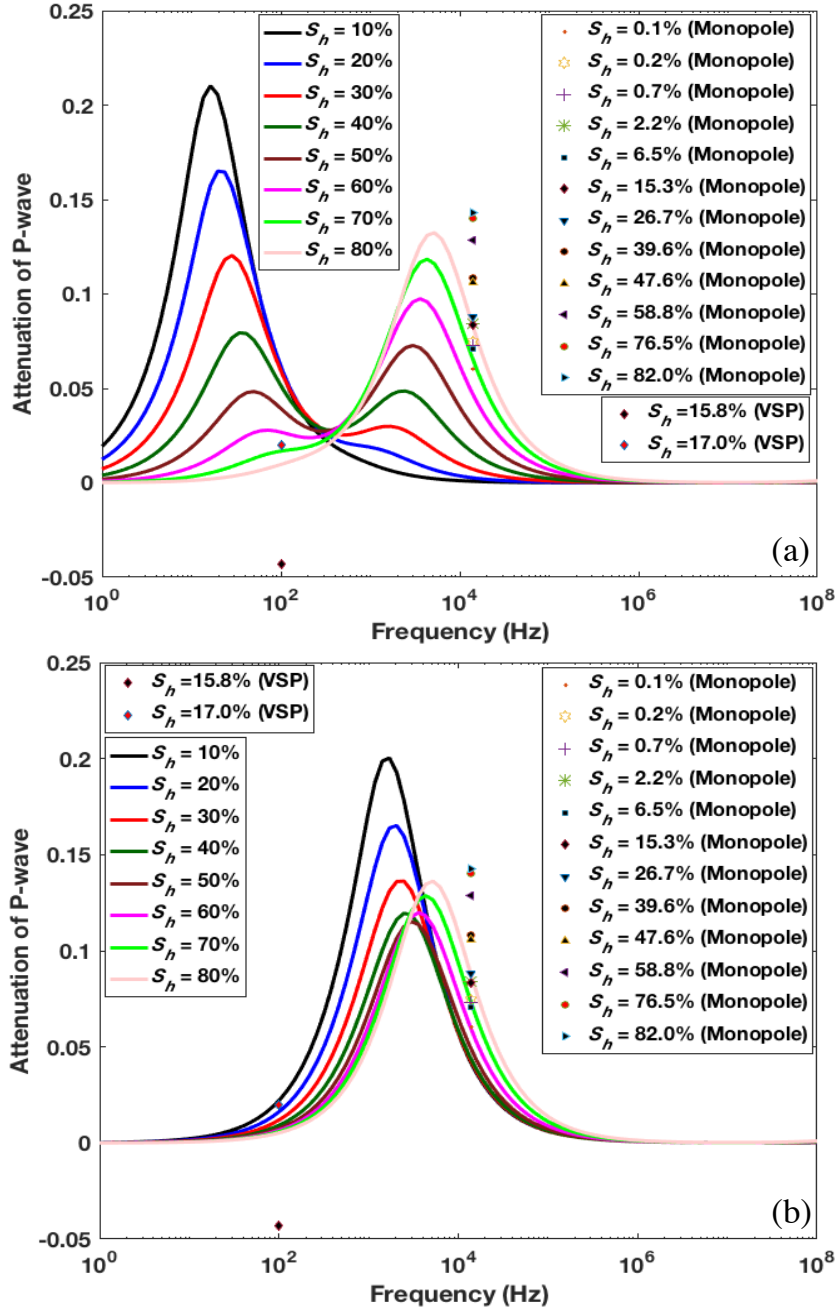 0.25
0.2
0.15
0.1
0.05
0
-0.05
Attenuation of P-wave
S_h = 10%
S_h = 20%
S_h = 30%
S_h = 40%
S_h = 50%
S_h = 60%
S_h = 70%
S_h = 80%
S_h = 0.1% (Monopole)
S_h = 0.2% (Monopole)
S_h = 0.7% (Monopole)
S_h = 2.2% (Monopole)
S_h = 6.5% (Monopole)
S_h = 15.3% (Monopole)
S_h = 26.7% (Monopole)
S_h = 39.6% (Monopole)
S_h = 47.6% (Monopole)
S_h = 58.8% (Monopole)
S_h = 76.5% (Monopole)
S_h = 82.0% (Monopole)
S_h =15.8% (VSP)
S_h =17.0% (VSP)
(a)
10^0 10^2 10^4 10^6 10^8
Frequency (Hz)
0.25
0.2
0.15
0.1
0.05
0
-0.05
Attenuation of P-wave
S_h =15.8% (VSP)
S_h =17.0% (VSP)
S_h = 10%
S_h = 20%
S_h = 30%
S_h = 40%
S_h = 50%
S_h = 60%
S_h = 70%
S_h = 80%
S_h = 0.1% (Monopole)
S_h = 0.2% (Monopole)
S_h = 0.7% (Monopole)
S_h = 2.2% (Monopole)
S_h = 6.5% (Monopole)
S_h = 15.3% (Monopole)
S_h = 26.7% (Monopole)
S_h = 39.6% (Monopole)
S_h = 47.6% (Monopole)
S_h = 58.8% (Monopole)
S_h = 76.5% (Monopole)
S_h = 82.0% (Monopole)
(b)
10^0 10^2 10^4 10^6 10^8
Frequency (Hz)